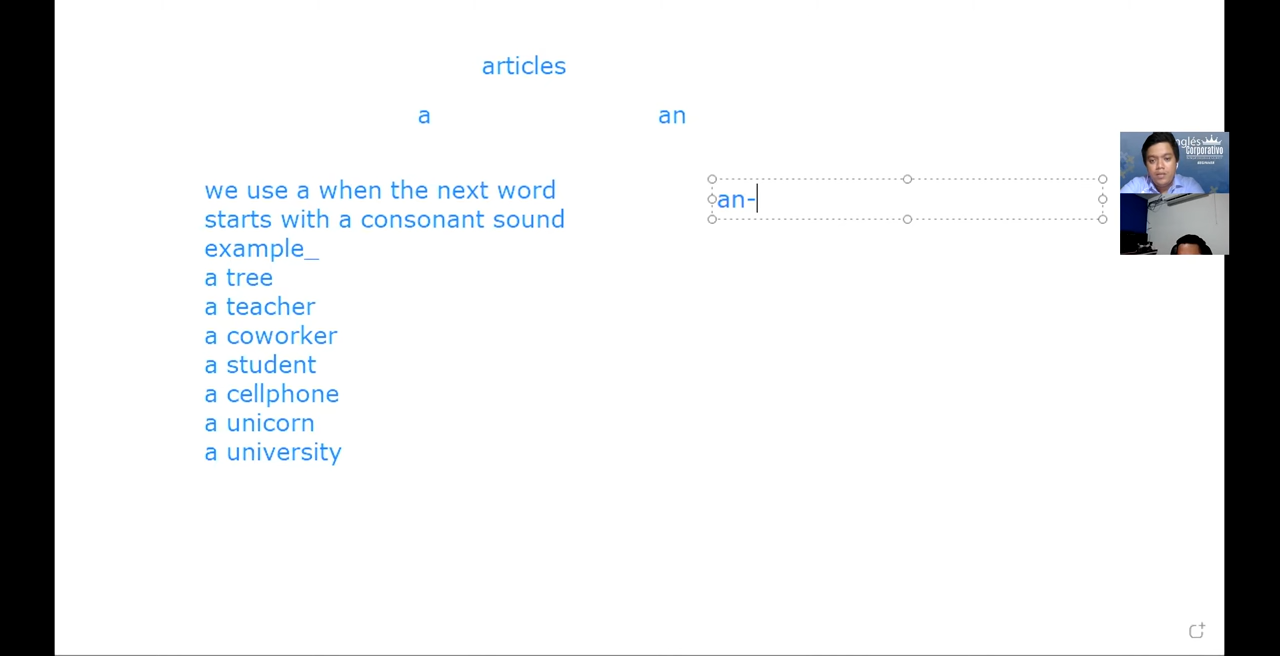 articles
a an
we use a when the next word
starts with a consonant sound
example_
a tree
a teacher
a coworker
a student
a cellphone
a unicorn
a university
an-
Corporativo